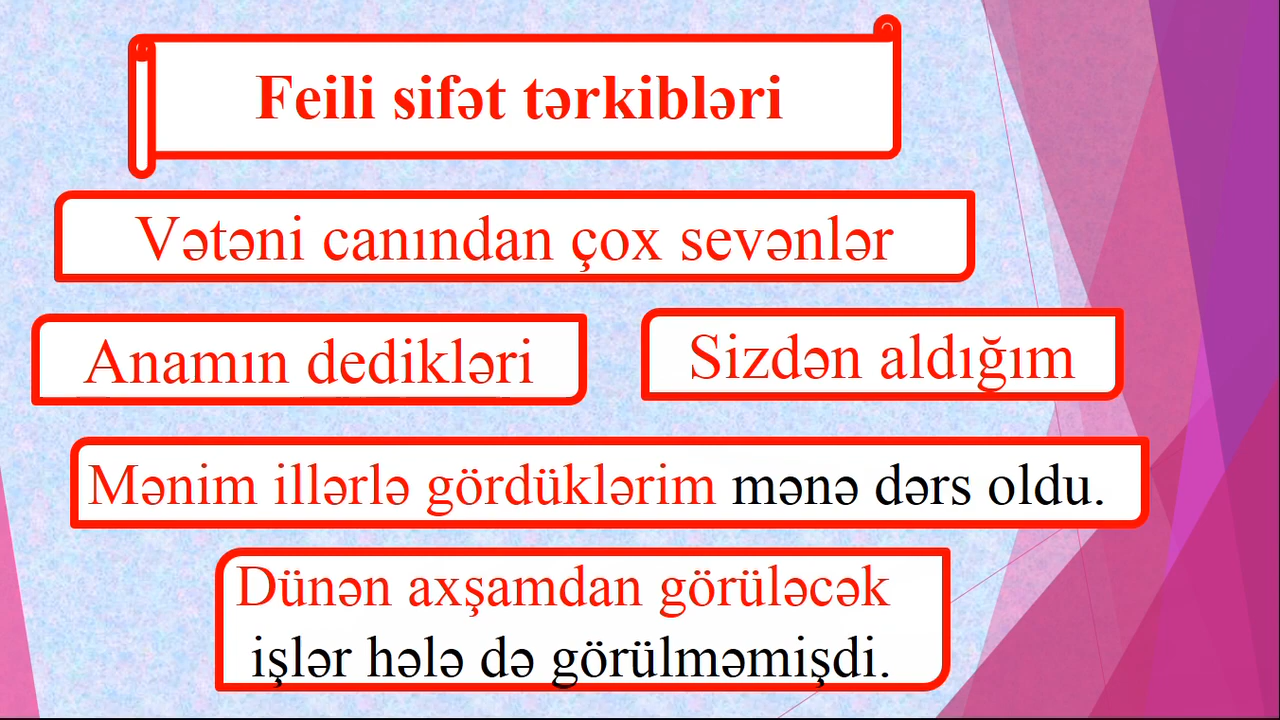 Feili sifət tərkibləri
Vətəni canından çox sevənlər
Anamın dedikləri
Sizdən aldığım
Mənim illərlə gördüklərim mənə dərs oldu.
Dünən axşamdan görüləcək
işlər hələ də görülməmişdi.